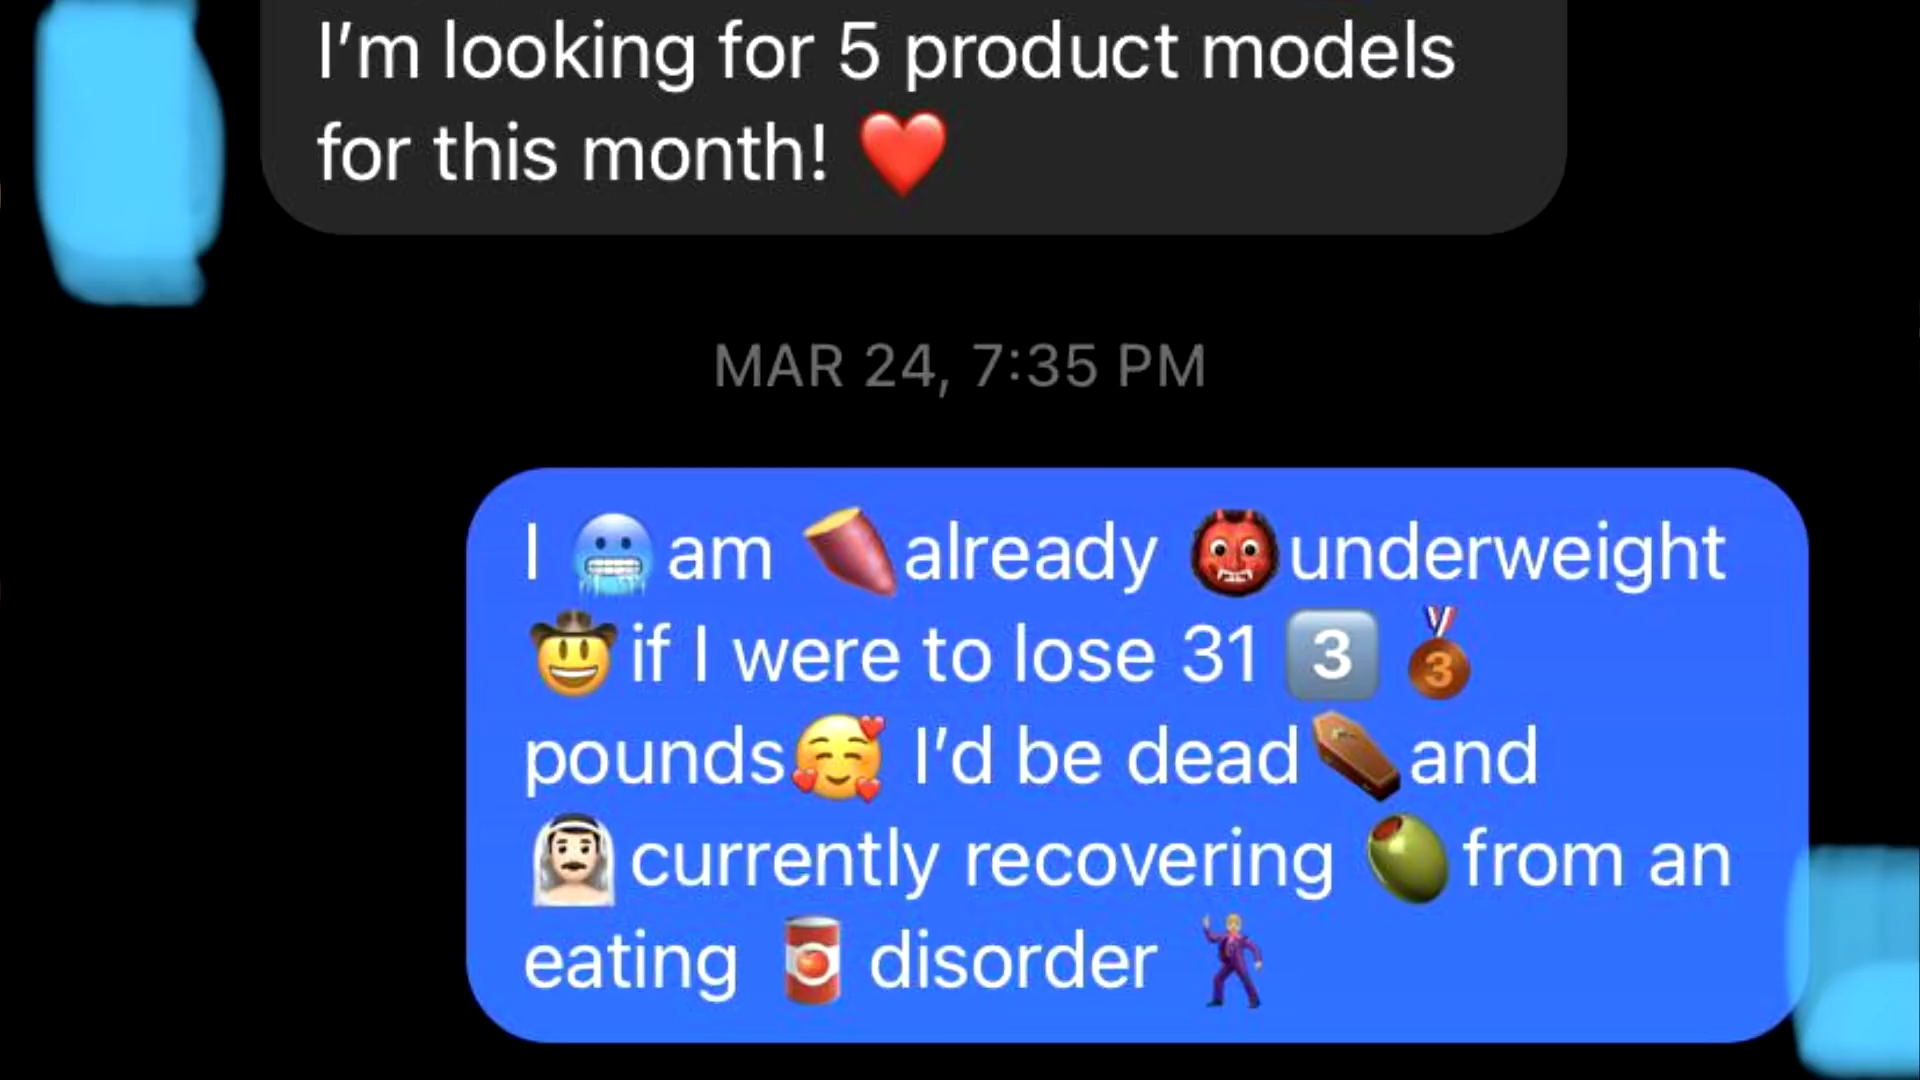 I’m looking for 5 product models
for this month! ❤️
MAR 24, 7:35 PM
I 🥶am 🍠already 👹underweight
🤠if I were to lose 31 3️⃣ 🥉
pounds🥰 I’d be dead⚰️and
👰🏻‍♂️currently recovering 🫒from an
eating 🥫 disorder 🕺🏼